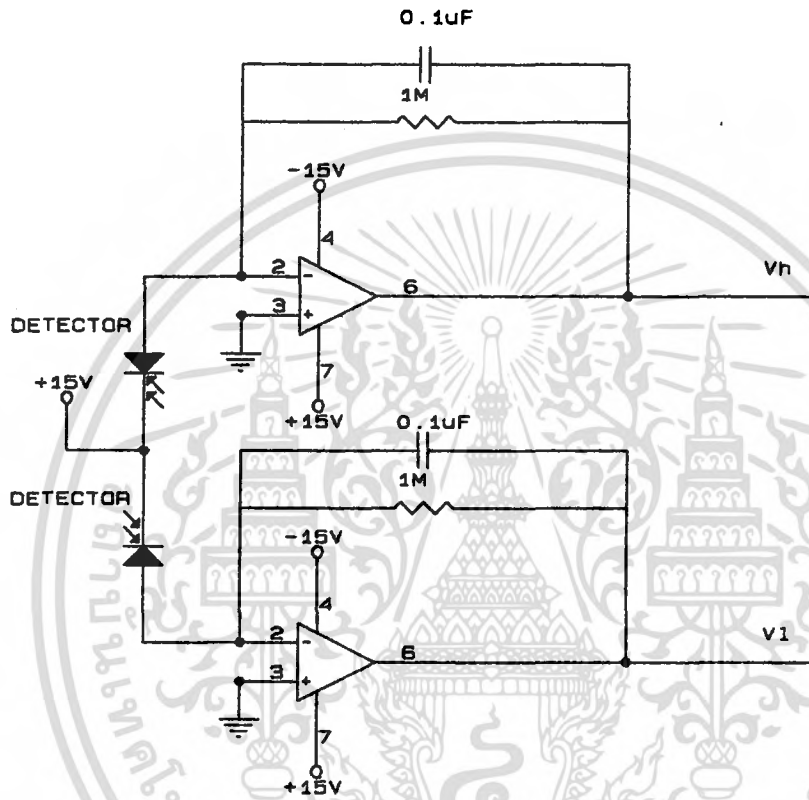 0.1uF
1M
-15V
4
2
-
6
Vh
3
+
DETECTOR
7
+15V
+15V
0.1uF
1M
DETECTOR
-15V
4
2
-
6
Vl
3
+
7
+15V